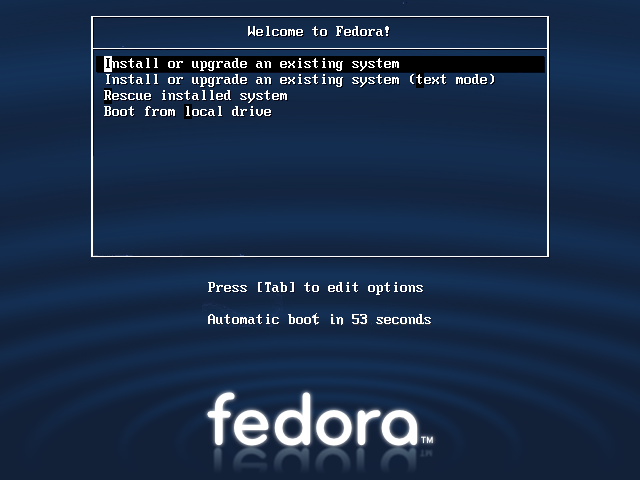 Welcome to Fedora!
Install or upgrade an existing system
Install or upgrade an existing system (text mode)
Rescue installed system
Boot from local drive
Press [Tab] to edit options
Automatic boot in 53 seconds
fedora™